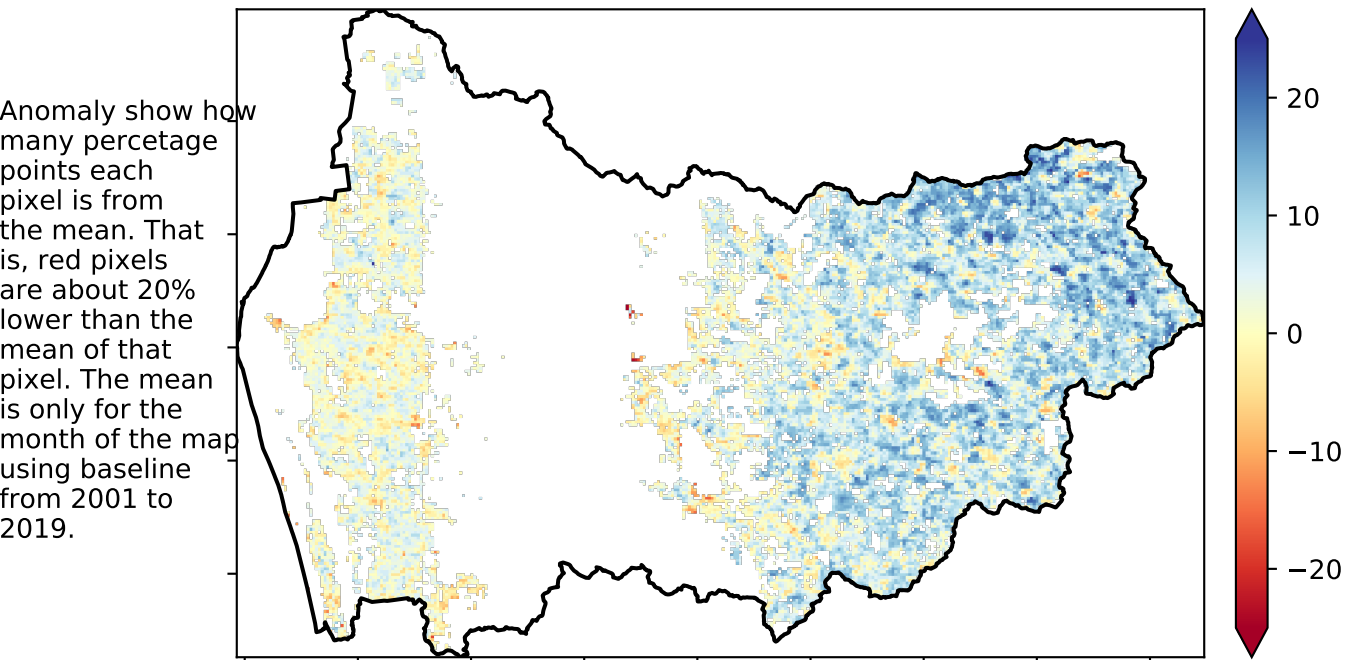 Anomaly show how
many percetage
points each
pixel is from
the mean. That
is, red pixels
are about 20%
lower than the
mean of that
pixel. The mean
is only for the
month of the map
using baseline
from 2001 to
2019.
20
10
0
−10
−20